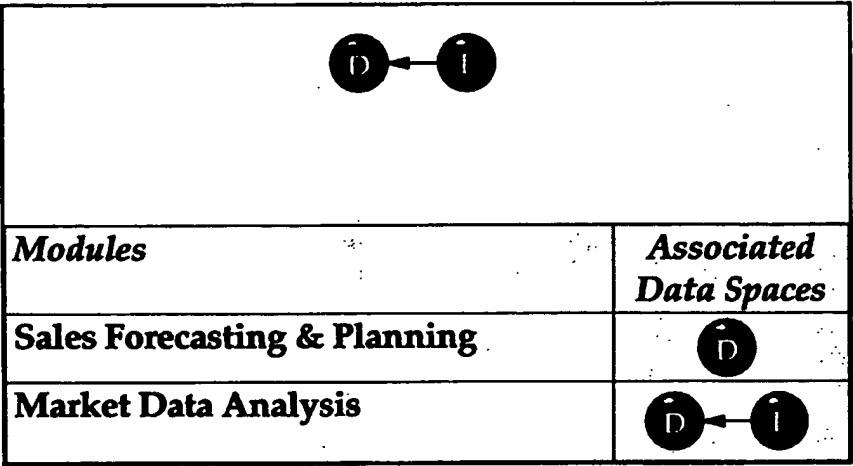 D I
Modules Associated
Data Spaces
Sales Forecasting & Planning D
Market Data Analysis D I